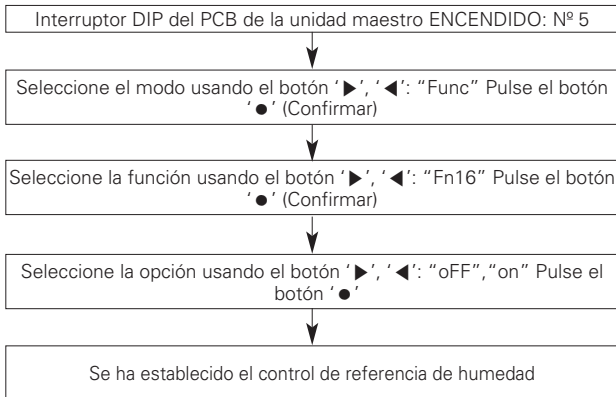 Interruptor DIP del PCB de la unidad maestro ENCENDIDO: Nº 5
Seleccione el modo usando el botón ‘▶’, ‘◀’: “Func” Pulse el botón
‘●’ (Confirmar)
Seleccione la función usando el botón ‘▶’, ‘◀’: “Fn16” Pulse el botón
‘●’ (Confirmar)
Seleccione la opción usando el botón ‘▶’, ‘◀’: “oFF”,“on” Pulse el
botón ‘●’
Se ha establecido el control de referencia de humedad